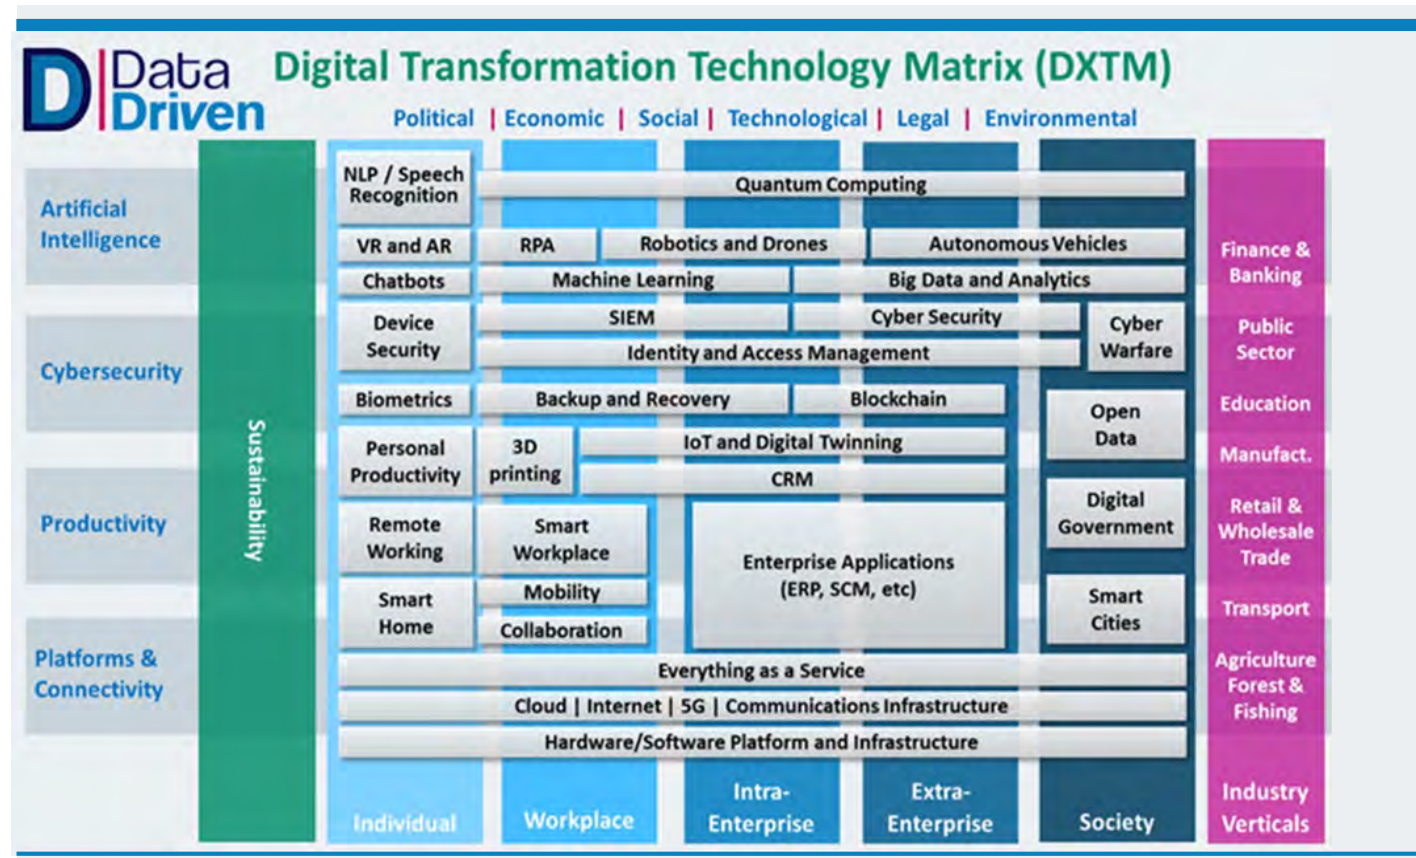 D|Data
Driven
Digital Transformation Technology Matrix (DXTM)
Political | Economic | Social | Technological | Legal | Environmental
Artificial
Intelligence
Cybersecurity
Productivity
Platforms &
Connectivity
Sustainability
NLP / Speech
Recognition
Quantum Computing
VR and AR
RPA
Robotics and Drones
Autonomous Vehicles
Chatbots
Machine Learning
Big Data and Analytics
Device
Security
SIEM
Cyber Security
Cyber
Warfare
Identity and Access Management
Biometrics
Backup and Recovery
Blockchain
Open
Data
Personal
Productivity
3D
printing
IoT and Digital Twinning
CRM
Digital
Government
Remote
Working
Smart
Workplace
Enterprise Applications
(ERP, SCM, etc)
Smart
Home
Mobility
Collaboration
Smart
Cities
Everything as a Service
Cloud | Internet | 5G | Communications Infrastructure
Hardware/Software Platform and Infrastructure
Individual
Workplace
Intra-
Enterprise
Extra-
Enterprise
Society
Finance &
Banking
Public
Sector
Education
Manufact.
Retail &
Wholesale
Trade
Transport
Agriculture
Forest &
Fishing
Industry
Verticals